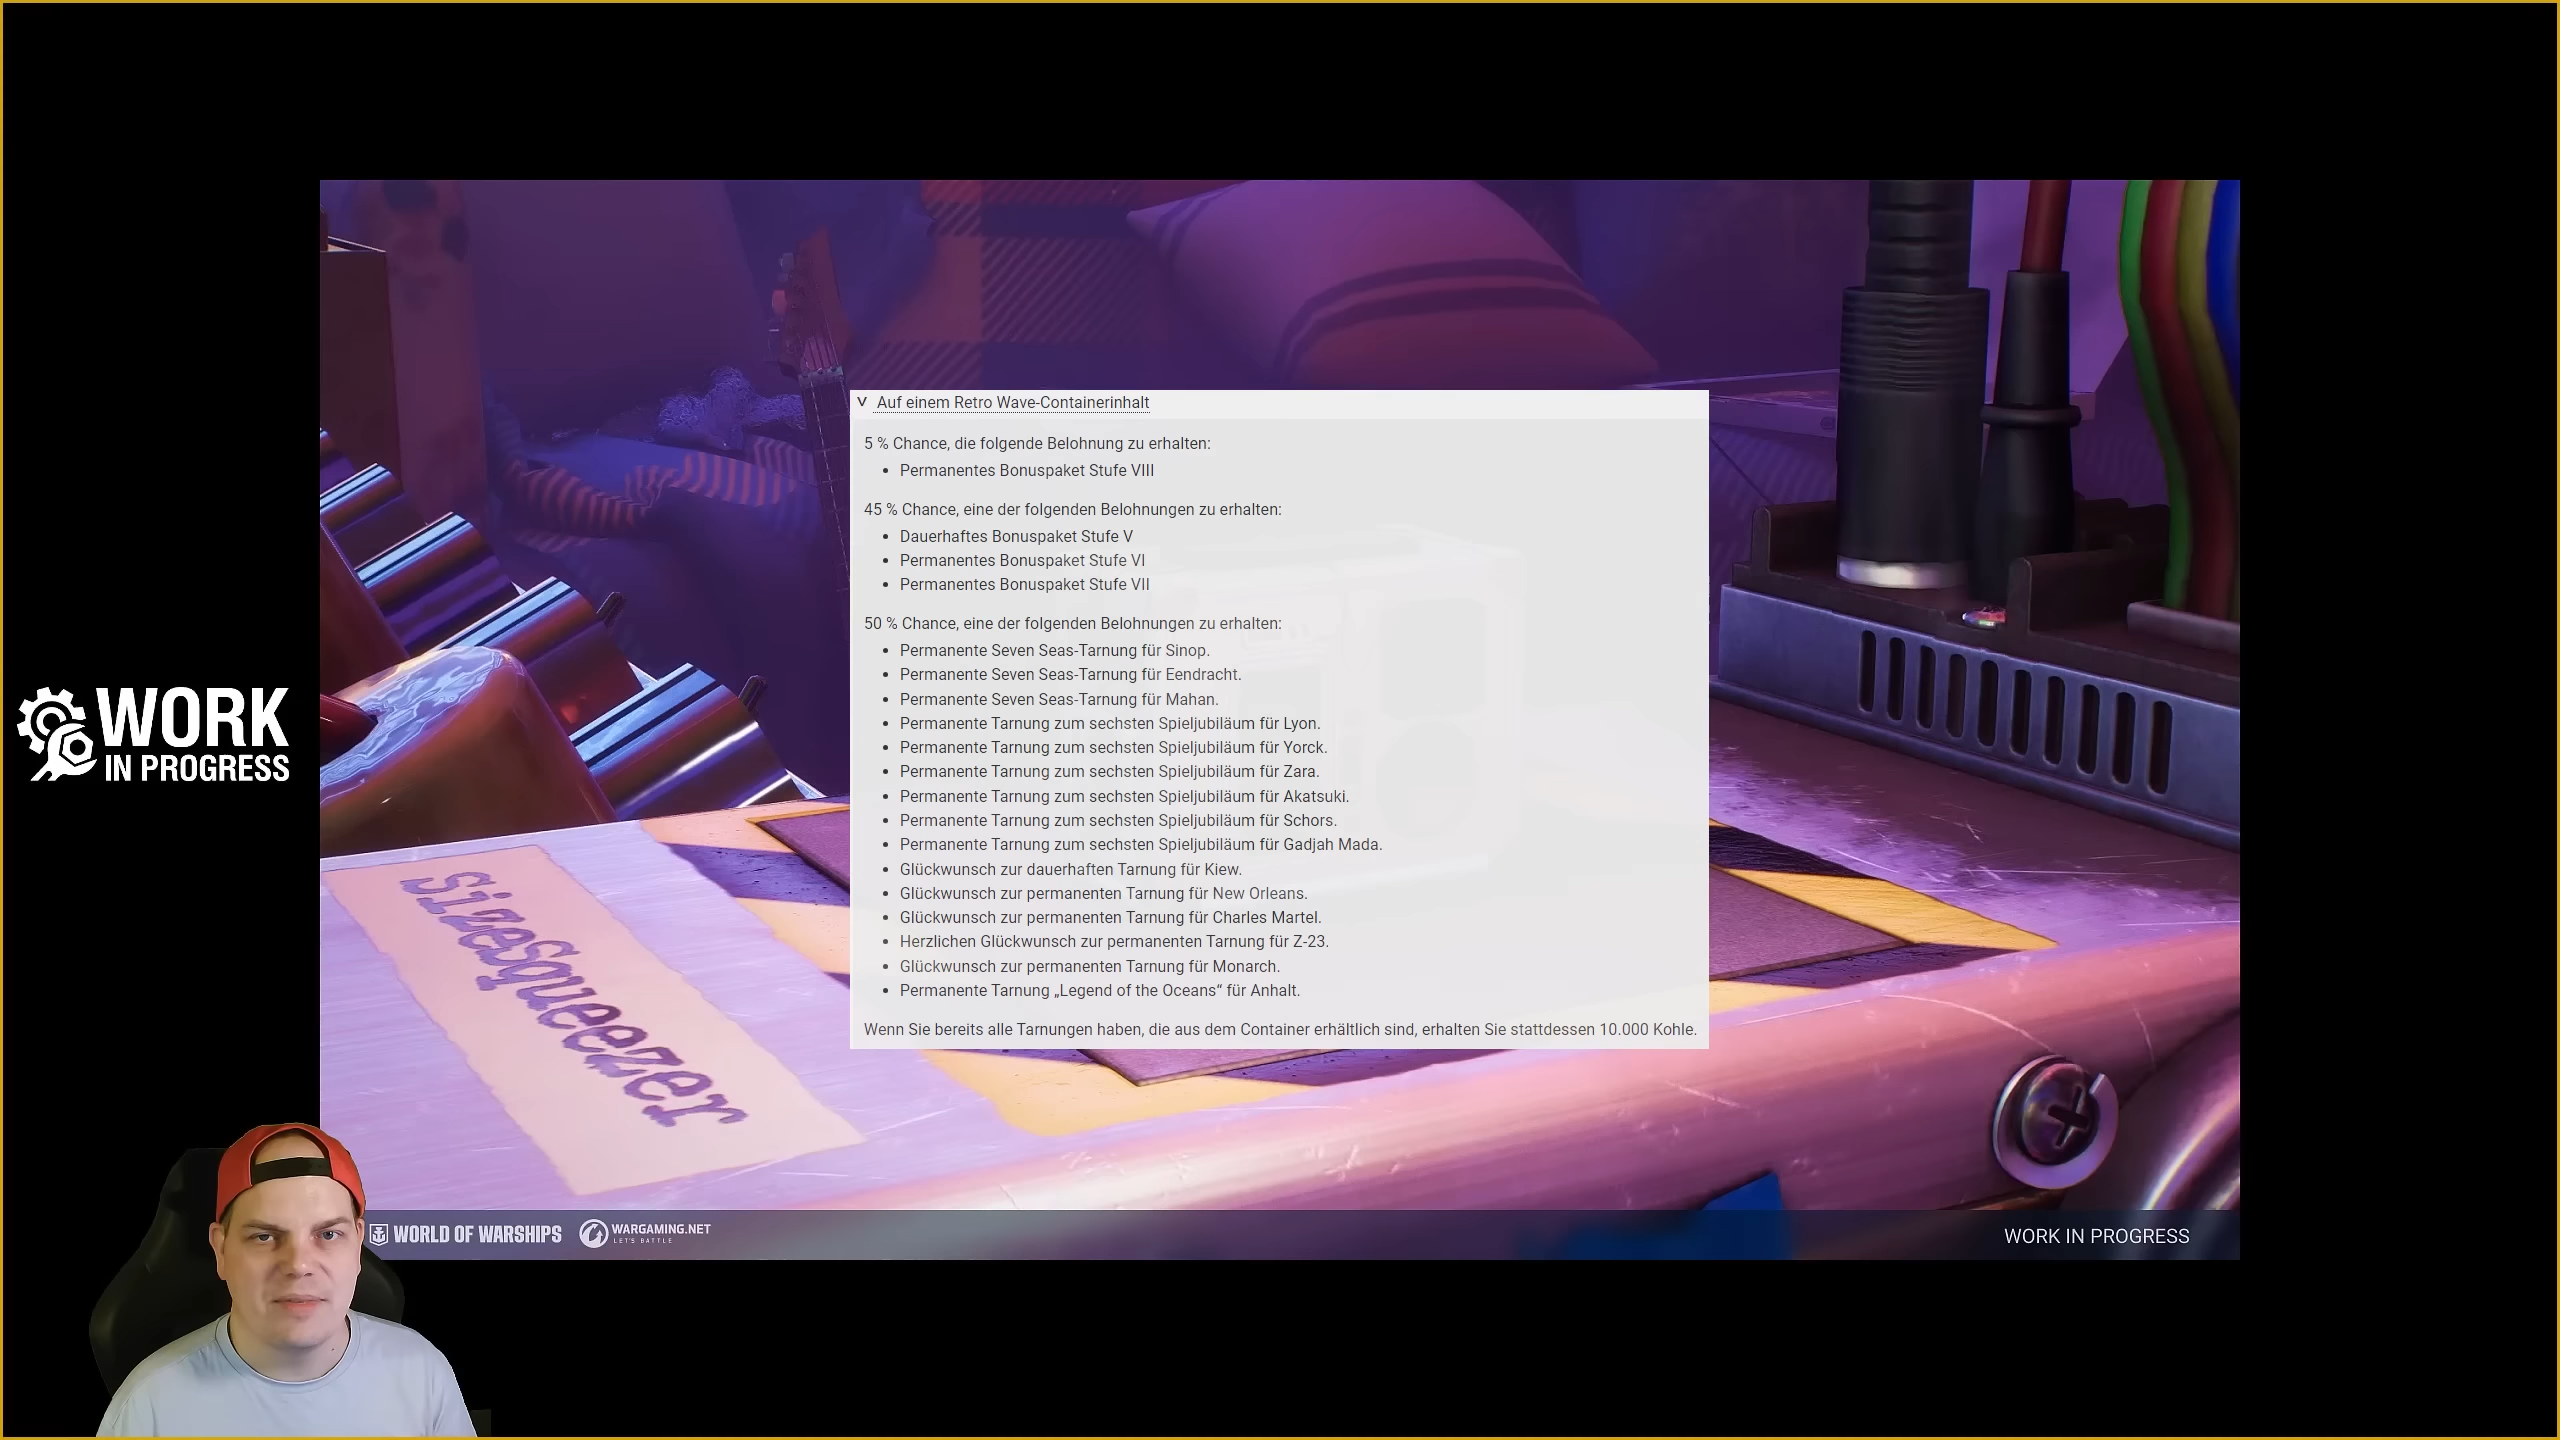 Auf einem Retro Wave-Containerinhalt
5 % Chance, die folgende Belohnung zu erhalten:
Permanentes Bonuspaket Stufe VIII
45 % Chance, eine der folgenden Belohnungen zu erhalten:
Dauerhaftes Bonuspaket Stufe V
Permanentes Bonuspaket Stufe VI
Permanentes Bonuspaket Stufe VII
50 % Chance, eine der folgenden Belohnungen zu erhalten:
Permanente Seven Seas-Tarnung für Sinop.
Permanente Seven Seas-Tarnung für Eendracht.
Permanente Seven Seas-Tarnung für Mahan.
Permanente Tarnung zum sechsten Spieljubiläum für Lyon.
Permanente Tarnung zum sechsten Spieljubiläum für Yorck.
Permanente Tarnung zum sechsten Spieljubiläum für Zara.
Permanente Tarnung zum sechsten Spieljubiläum für Akatsuki.
Permanente Tarnung zum sechsten Spieljubiläum für Schors.
Permanente Tarnung zum sechsten Spieljubiläum für Gadjah Mada.
Glückwunsch zur dauerhaften Tarnung für Kiew.
Glückwunsch zur permanenten Tarnung für New Orleans.
Glückwunsch zur permanenten Tarnung für Charles Martel.
Herzlichen Glückwunsch zur permanenten Tarnung für Z-23.
Glückwunsch zur permanenten Tarnung für Monarch.
Permanente Tarnung „Legend of the Oceans“ für Anhalt.
Wenn Sie bereits alle Tarnungen haben, die aus dem Container erhältlich sind, erhalten Sie stattdessen 10.000 Kohle.
WORK
IN PROGRESS
SizeSqueezer
WORLD OF WARSHIPS
WARGAMING.NET
LET'S BATTLE
WORK IN PROGRESS